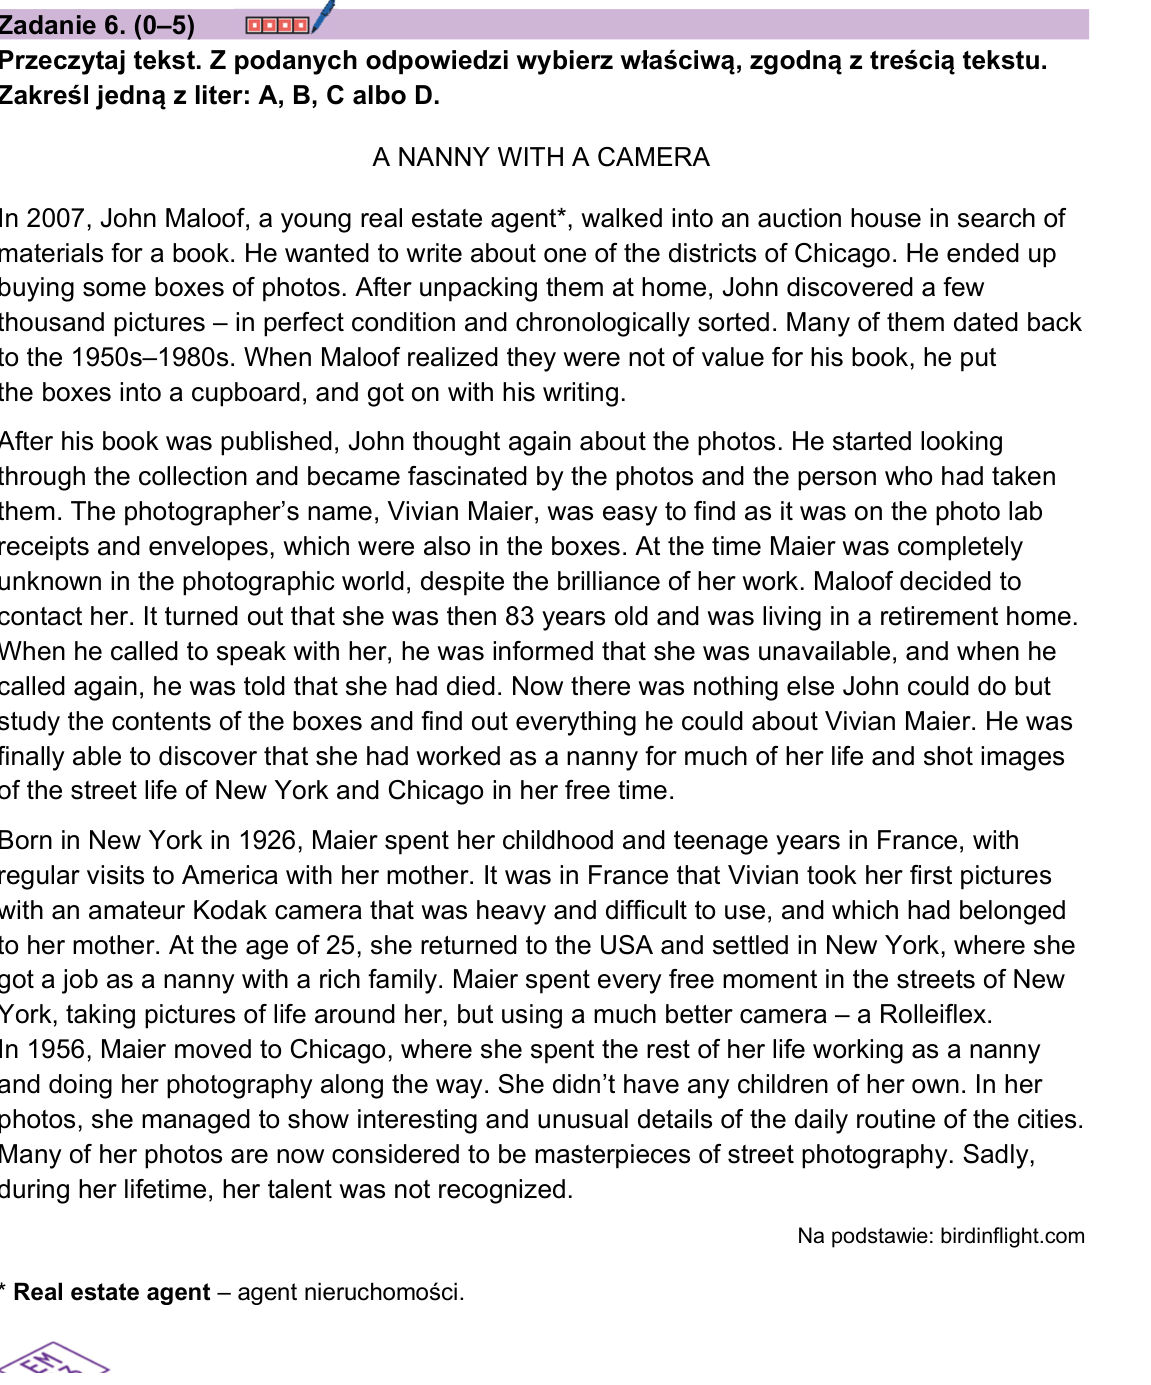 Zadanie 6. (0–5)
Przeczytaj tekst. Z podanych odpowiedzi wybierz właściwą, zgodną z treścią tekstu.
Zakreśl jedną z liter: A, B, C albo D.
A NANNY WITH A CAMERA
In 2007, John Maloof, a young real estate agent*, walked into an auction house in search of
materials for a book. He wanted to write about one of the districts of Chicago. He ended up
buying some boxes of photos. After unpacking them at home, John discovered a few
thousand pictures – in perfect condition and chronologically sorted. Many of them dated back
to the 1950s–1980s. When Maloof realized they were not of value for his book, he put
the boxes into a cupboard, and got on with his writing.
After his book was published, John thought again about the photos. He started looking
through the collection and became fascinated by the photos and the person who had taken
them. The photographer’s name, Vivian Maier, was easy to find as it was on the photo lab
receipts and envelopes, which were also in the boxes. At the time Maier was completely
unknown in the photographic world, despite the brilliance of her work. Maloof decided to
contact her. It turned out that she was then 83 years old and was living in a retirement home.
When he called to speak with her, he was informed that she was unavailable, and when he
called again, he was told that she had died. Now there was nothing else John could do but
study the contents of the boxes and find out everything he could about Vivian Maier. He was
finally able to discover that she had worked as a nanny for much of her life and shot images
of the street life of New York and Chicago in her free time.
Born in New York in 1926, Maier spent her childhood and teenage years in France, with
regular visits to America with her mother. It was in France that Vivian took her first pictures
with an amateur Kodak camera that was heavy and difficult to use, and which had belonged
to her mother. At the age of 25, she returned to the USA and settled in New York, where she
got a job as a nanny with a rich family. Maier spent every free moment in the streets of New
York, taking pictures of life around her, but using a much better camera – a Rolleiflex.
In 1956, Maier moved to Chicago, where she spent the rest of her life working as a nanny
and doing her photography along the way. She didn’t have any children of her own. In her
photos, she managed to show interesting and unusual details of the daily routine of the cities.
Many of her photos are now considered to be masterpieces of street photography. Sadly,
during her lifetime, her talent was not recognized.
Na podstawie: birdinflight.com
* Real estate agent – agent nieruchomości.